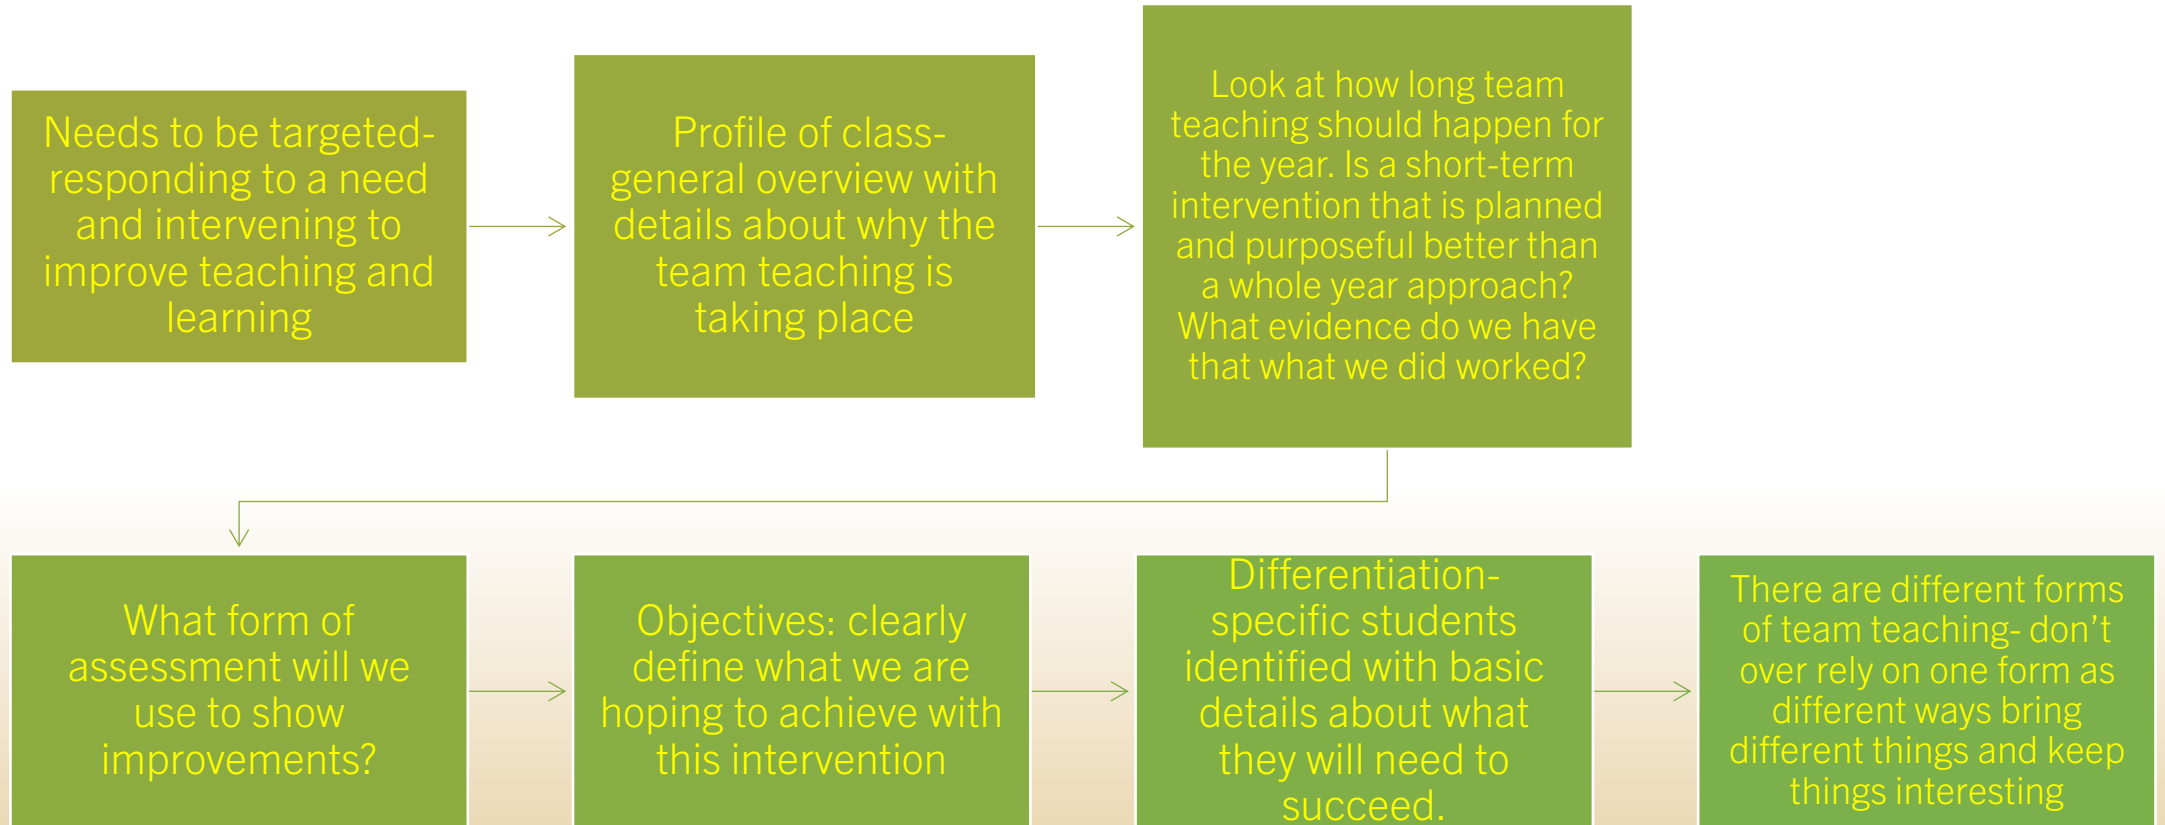 Needs to be targeted-
responding to a need
and intervening to
improve teaching and
learning
Profile of class-
general overview with
details about why the
team teaching is
taking place
Look at how long team
teaching should happen for
the year. Is a short-term
intervention that is planned
and purposeful better than
a whole year approach?
What evidence do we have
that what we did worked?
What form of
assessment will we
use to show
improvements?
Objectives: clearly
define what we are
hoping to achieve with
this intervention
Differentiation-
specific students
identified with basic
details about what
they will need to
succeed.
There are different forms
of team teaching- don’t
over rely on one form as
different ways bring
different things and keep
things interesting